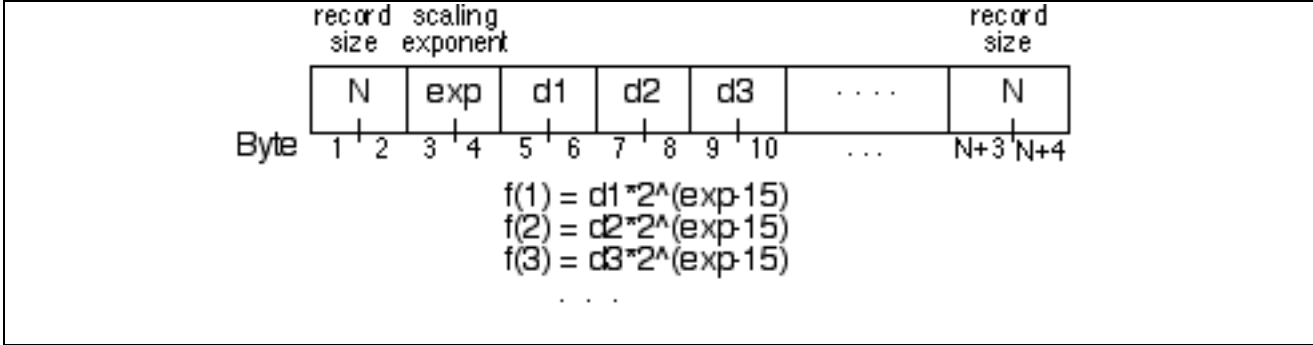 record scaling record
size exponent size
N exp d1 d2 d3 . . . . N
Byte 1 2 3 4 5 6 7 8 9 10 . . . N+3 N+4
f(1) = d1*2^(exp-15)
f(2) = d2*2^(exp-15)
f(3) = d3*2^(exp-15)
. . .